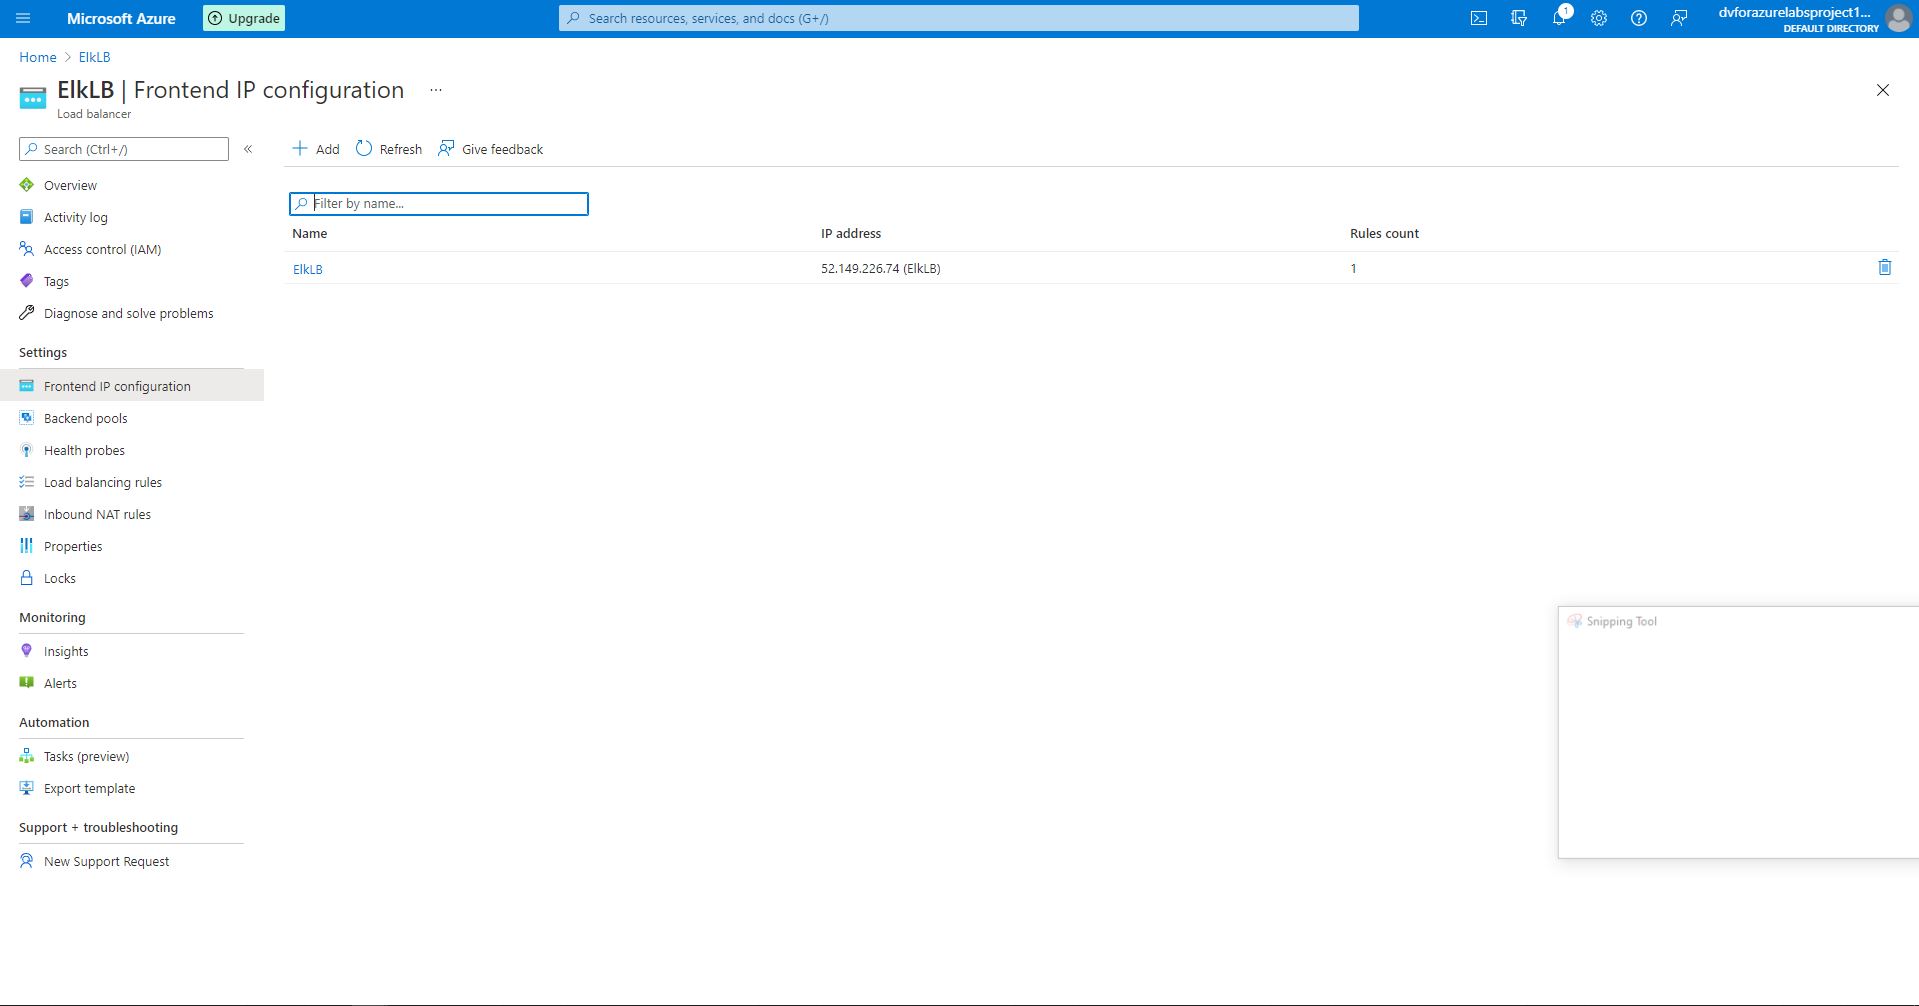 Microsoft Azure
Upgrade
Search resources, services, and docs (G+/)
1
dvforazurelabsproject1...
DEFAULT DIRECTORY
Home > ElkLB
ElkLB | Frontend IP configuration ...
Load balancer
Search (Ctrl+/)
«
Add
Refresh
Give feedback
Overview
Activity log
Access control (IAM)
Tags
Diagnose and solve problems
Settings
Frontend IP configuration
Backend pools
Health probes
Load balancing rules
Inbound NAT rules
Properties
Locks
Monitoring
Insights
Alerts
Automation
Tasks (preview)
Export template
Support + troubleshooting
New Support Request
Filter by name...
Name IP address Rules count
ElkLB 52.149.226.74 (ElkLB) 1
Snipping Tool